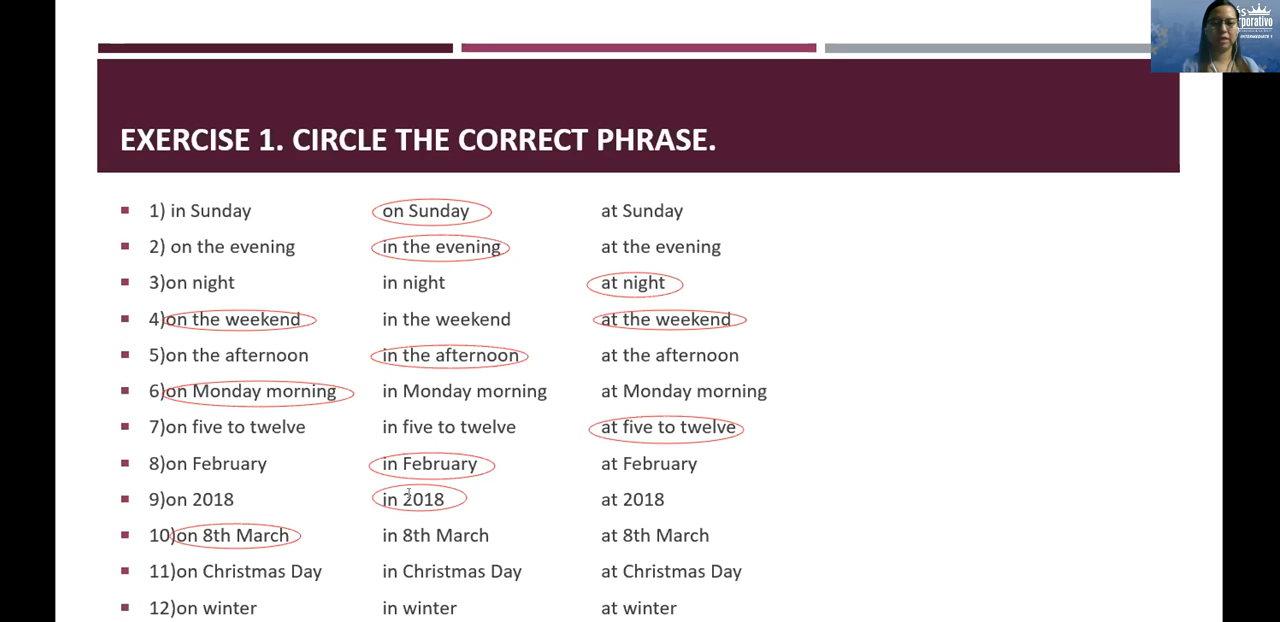 EXERCISE 1. CIRCLE THE CORRECT PHRASE.
1) in Sunday on Sunday at Sunday
2) on the evening in the evening at the evening
3)on night in night at night
4)on the weekend in the weekend at the weekend
5)on the afternoon in the afternoon at the afternoon
6)on Monday morning in Monday morning at Monday morning
7)on five to twelve in five to twelve at five to twelve
8)on February in February at February
9)on 2018 in 2018 at 2018
10)on 8th March in 8th March at 8th March
11)on Christmas Day in Christmas Day at Christmas Day
12)on winter in winter at winter